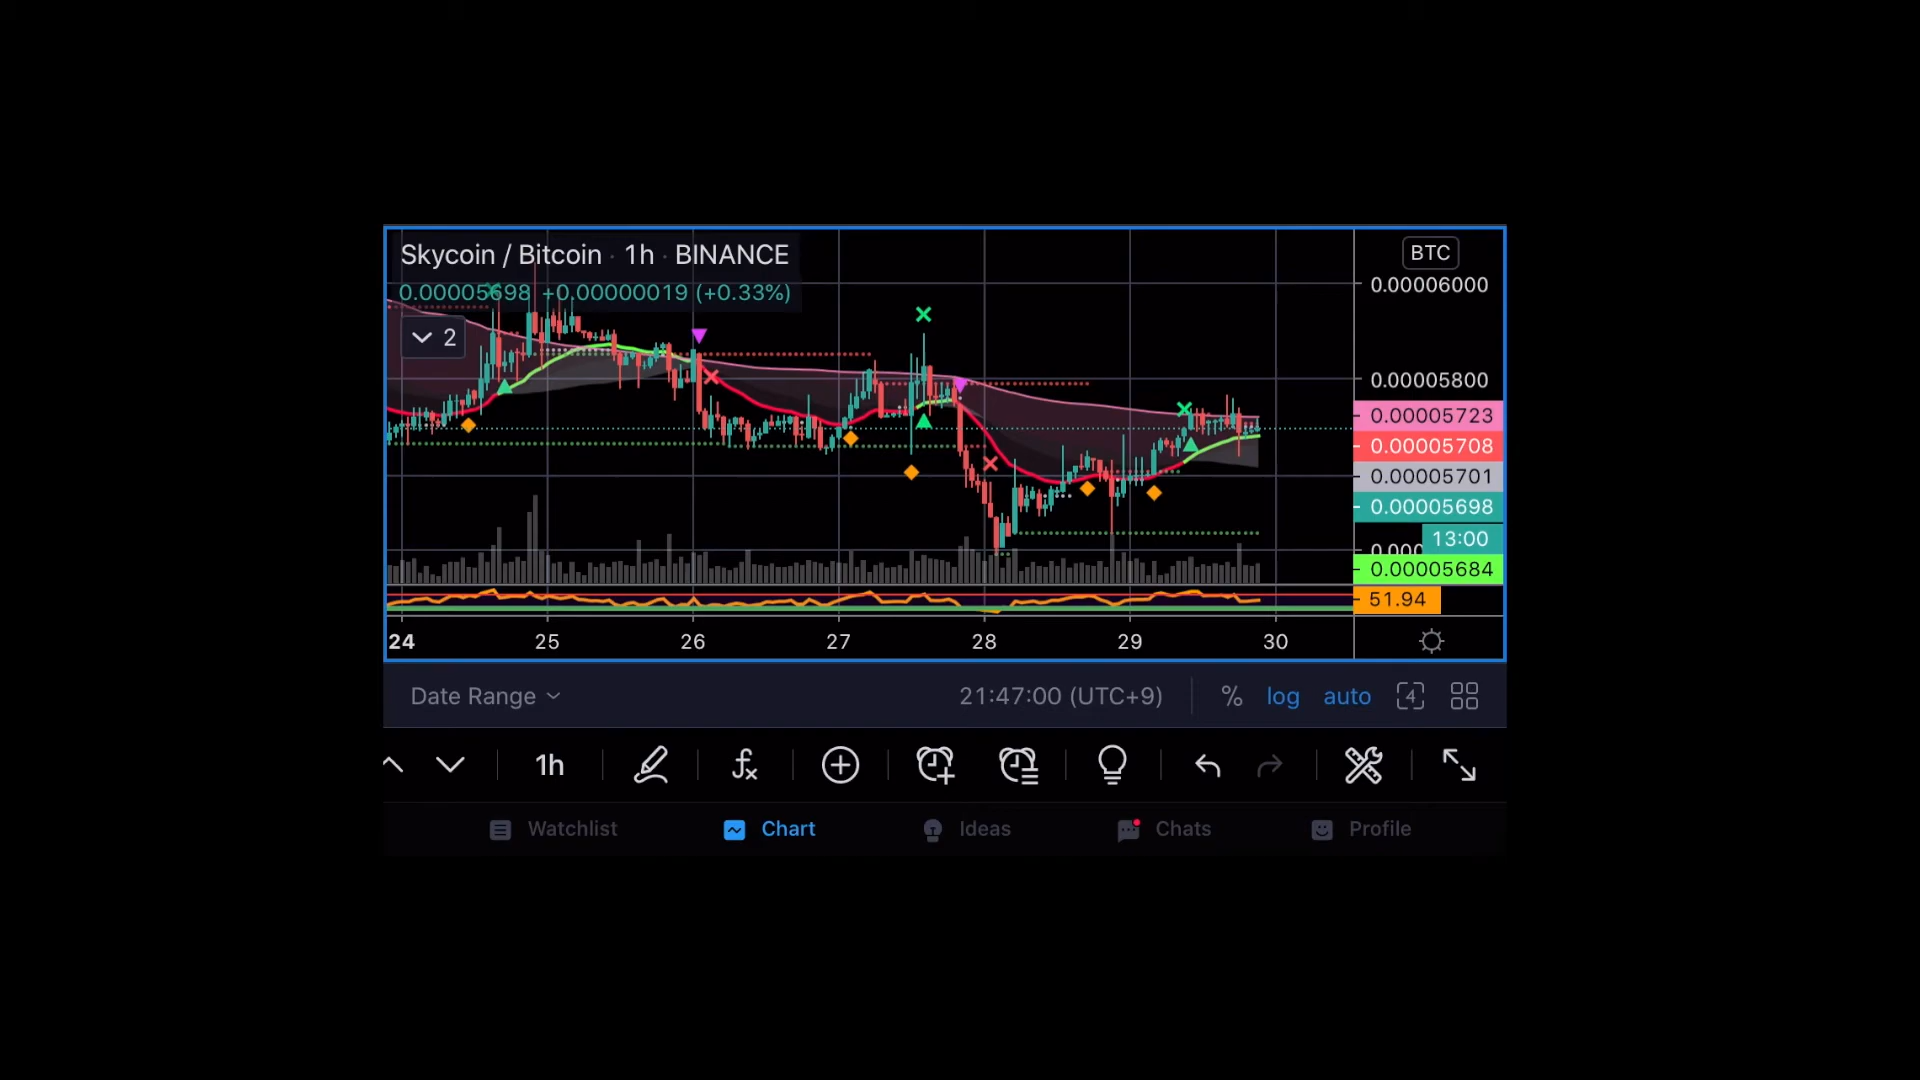 Skycoin / Bitcoin · 1h · BINANCE
BTC
0.00005698 +0.00000019 (+0.33%)
0.00006000
2
0.00005800
0.00005723
0.00005708
0.00005701
0.00005698
13:00
0.00005684
51.94
24 25 26 27 28 29 30
Date Range
21:47:00 (UTC+9)
% log auto 4
1h
fx
Watchlist Chart Ideas Chats Profile